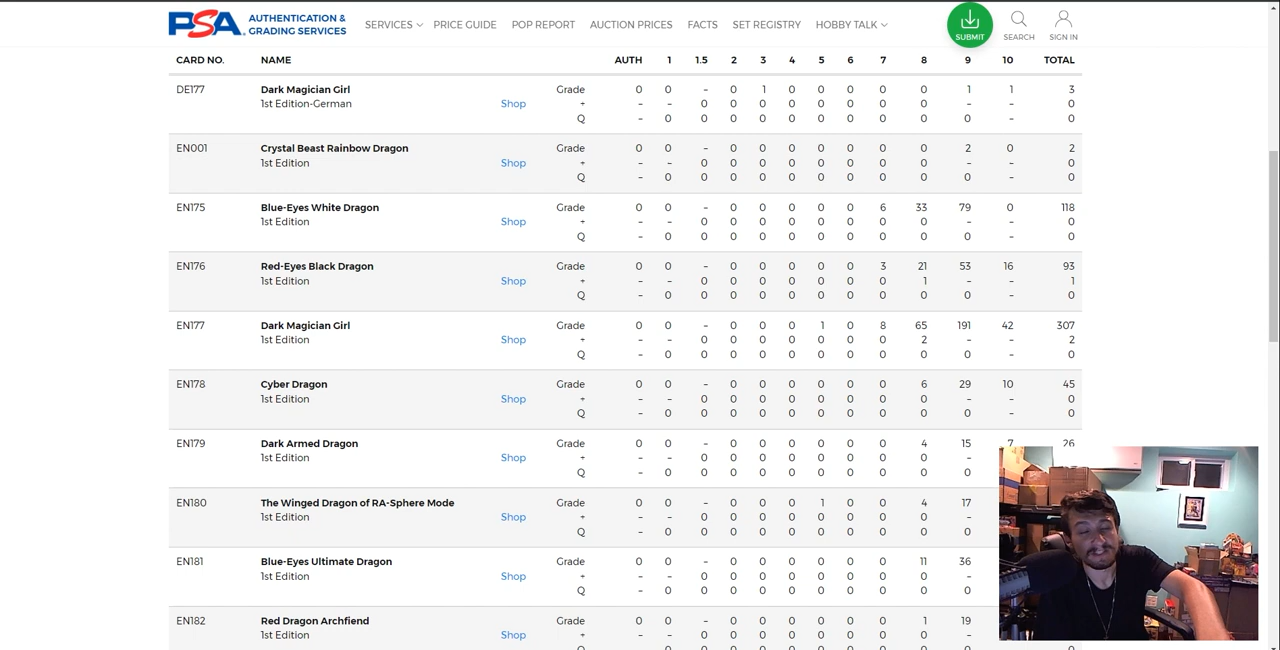 PSA AUTHENTICATION & GRADING SERVICES
SERVICES PRICE GUIDE POP REPORT AUCTION PRICES FACTS SET REGISTRY HOBBY TALK SUBMIT SEARCH SIGN IN
CARD NO. NAME AUTH 1 1.5 2 3 4 5 6 7 8 9 10 TOTAL
DE177 Dark Magician Girl Grade 0 0 - 0 1 0 0 0 0 0 1 1 3
1st Edition-German Shop + - - 0 0 0 0 0 0 0 0 - - 0
Q - 0 0 0 0 0 0 0 0 0 0 - 0
EN001 Crystal Beast Rainbow Dragon Grade 0 0 - 0 0 0 0 0 0 0 2 0 2
1st Edition Shop + - - 0 0 0 0 0 0 0 0 - - 0
Q - 0 0 0 0 0 0 0 0 0 0 - 0
EN175 Blue-Eyes White Dragon Grade 0 0 - 0 0 0 0 0 6 33 79 0 118
1st Edition Shop + - - 0 0 0 0 0 0 0 0 - - 0
Q - 0 0 0 0 0 0 0 0 0 0 - 0
EN176 Red-Eyes Black Dragon Grade 0 0 - 0 0 0 0 0 3 21 53 16 93
1st Edition Shop + - - 0 0 0 0 0 0 0 1 - - 1
Q - 0 0 0 0 0 0 0 0 0 0 - 0
EN177 Dark Magician Girl Grade 0 0 - 0 0 0 1 0 8 65 191 42 307
1st Edition Shop + - - 0 0 0 0 0 0 0 2 - - 2
Q - 0 0 0 0 0 0 0 0 0 0 - 0
EN178 Cyber Dragon Grade 0 0 - 0 0 0 0 0 0 6 29 10 45
1st Edition Shop + - - 0 0 0 0 0 0 0 0 - - 0
Q - 0 0 0 0 0 0 0 0 0 0 - 0
EN179 Dark Armed Dragon Grade 0 0 - 0 0 0 0 0 0 4 15 7 26
1st Edition Shop + - - 0 0 0 0 0 0 0 0 -
Q - 0 0 0 0 0 0 0 0 0 0
EN180 The Winged Dragon of RA-Sphere Mode Grade 0 0 - 0 0 0 1 0 0 4 17
1st Edition Shop + - - 0 0 0 0 0 0 0 0 -
Q - 0 0 0 0 0 0 0 0 0 0
EN181 Blue-Eyes Ultimate Dragon Grade 0 0 - 0 0 0 0 0 0 11 36
1st Edition Shop + - - 0 0 0 0 0 0 0 0 -
Q - 0 0 0 0 0 0 0 0 0 0
EN182 Red Dragon Archfiend Grade 0 0 - 0 0 0 0 0 0 1 19
1st Edition Shop + - - 0 0 0 0 0 0 0 0 -